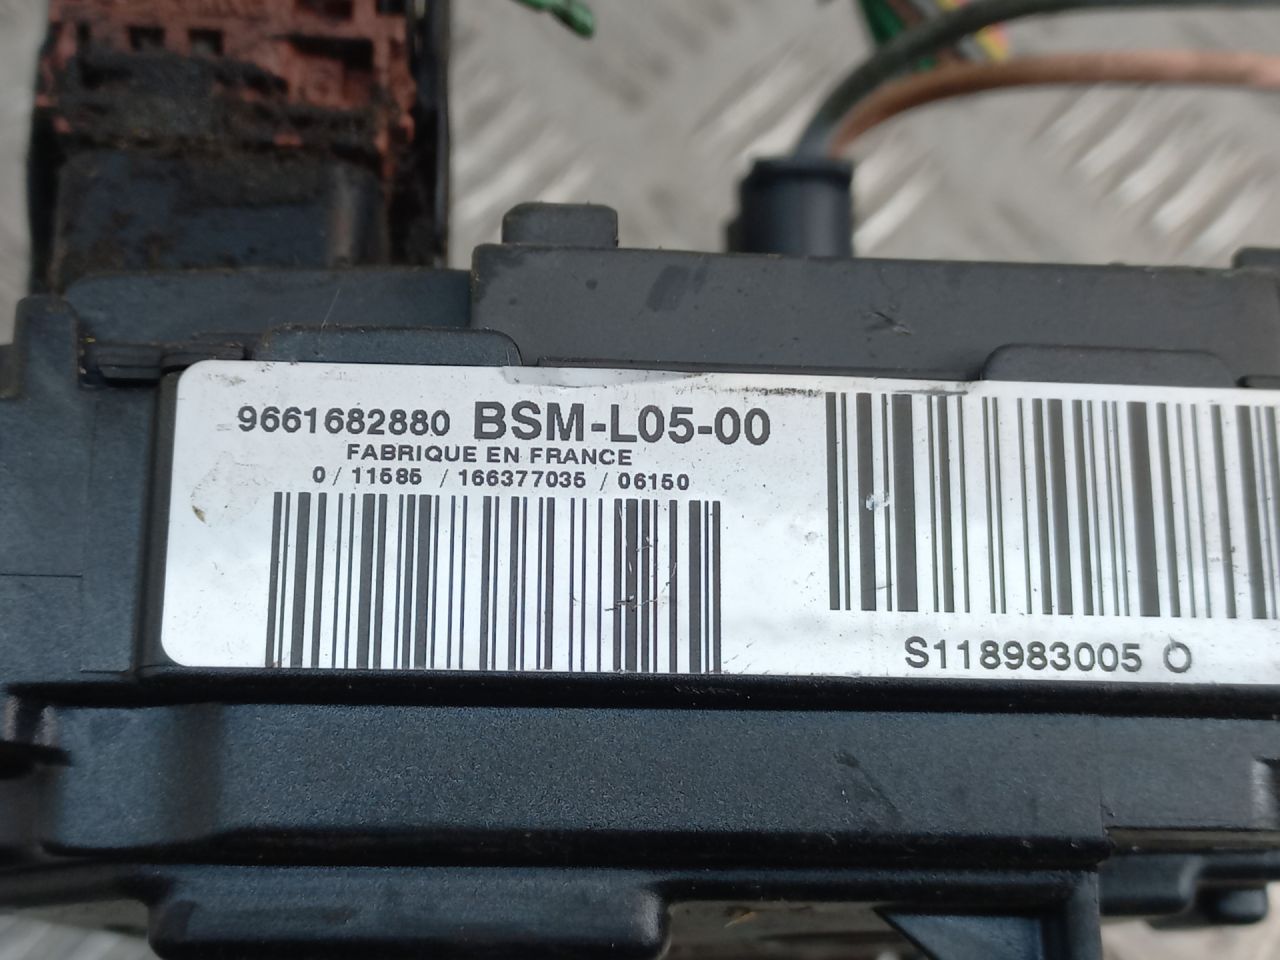 9661682880 BSM-L05-00
FABRIQUE EN FRANCE
0 / 11585 / 166377035 / 06150
S118983005 O